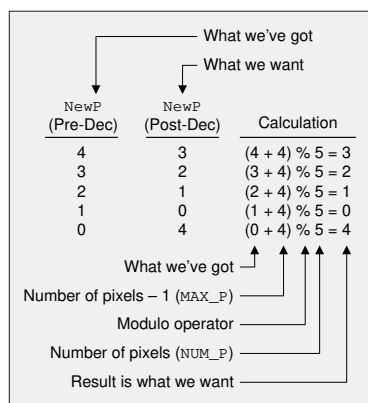 What we've got
What we want
NewP NewP
(Pre-Dec) (Post-Dec) Calculation
4 3 (4 + 4) % 5 = 3
3 2 (3 + 4) % 5 = 2
2 1 (2 + 4) % 5 = 1
1 0 (1 + 4) % 5 = 0
0 4 (0 + 4) % 5 = 4
What we've got
Number of pixels – 1 (MAX_P)
Modulo operator
Number of pixels (NUM_P)
Result is what we want